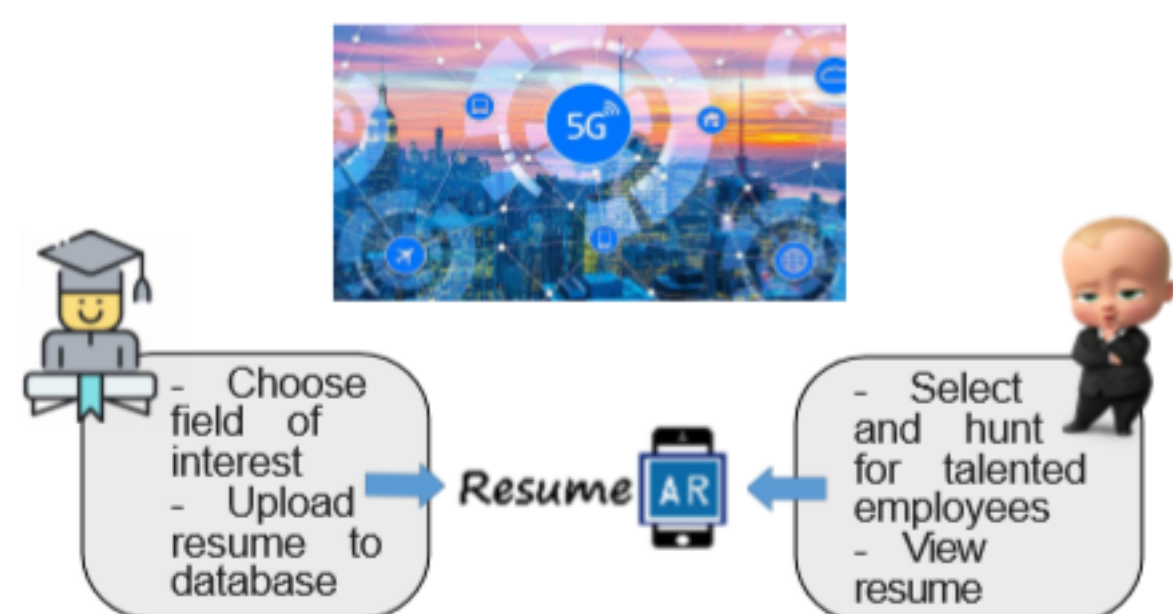 5G
- Choose
field of
interest
- Upload
resume to
database
Resume AR
- Select
and hunt
for talented
employees
- View
resume